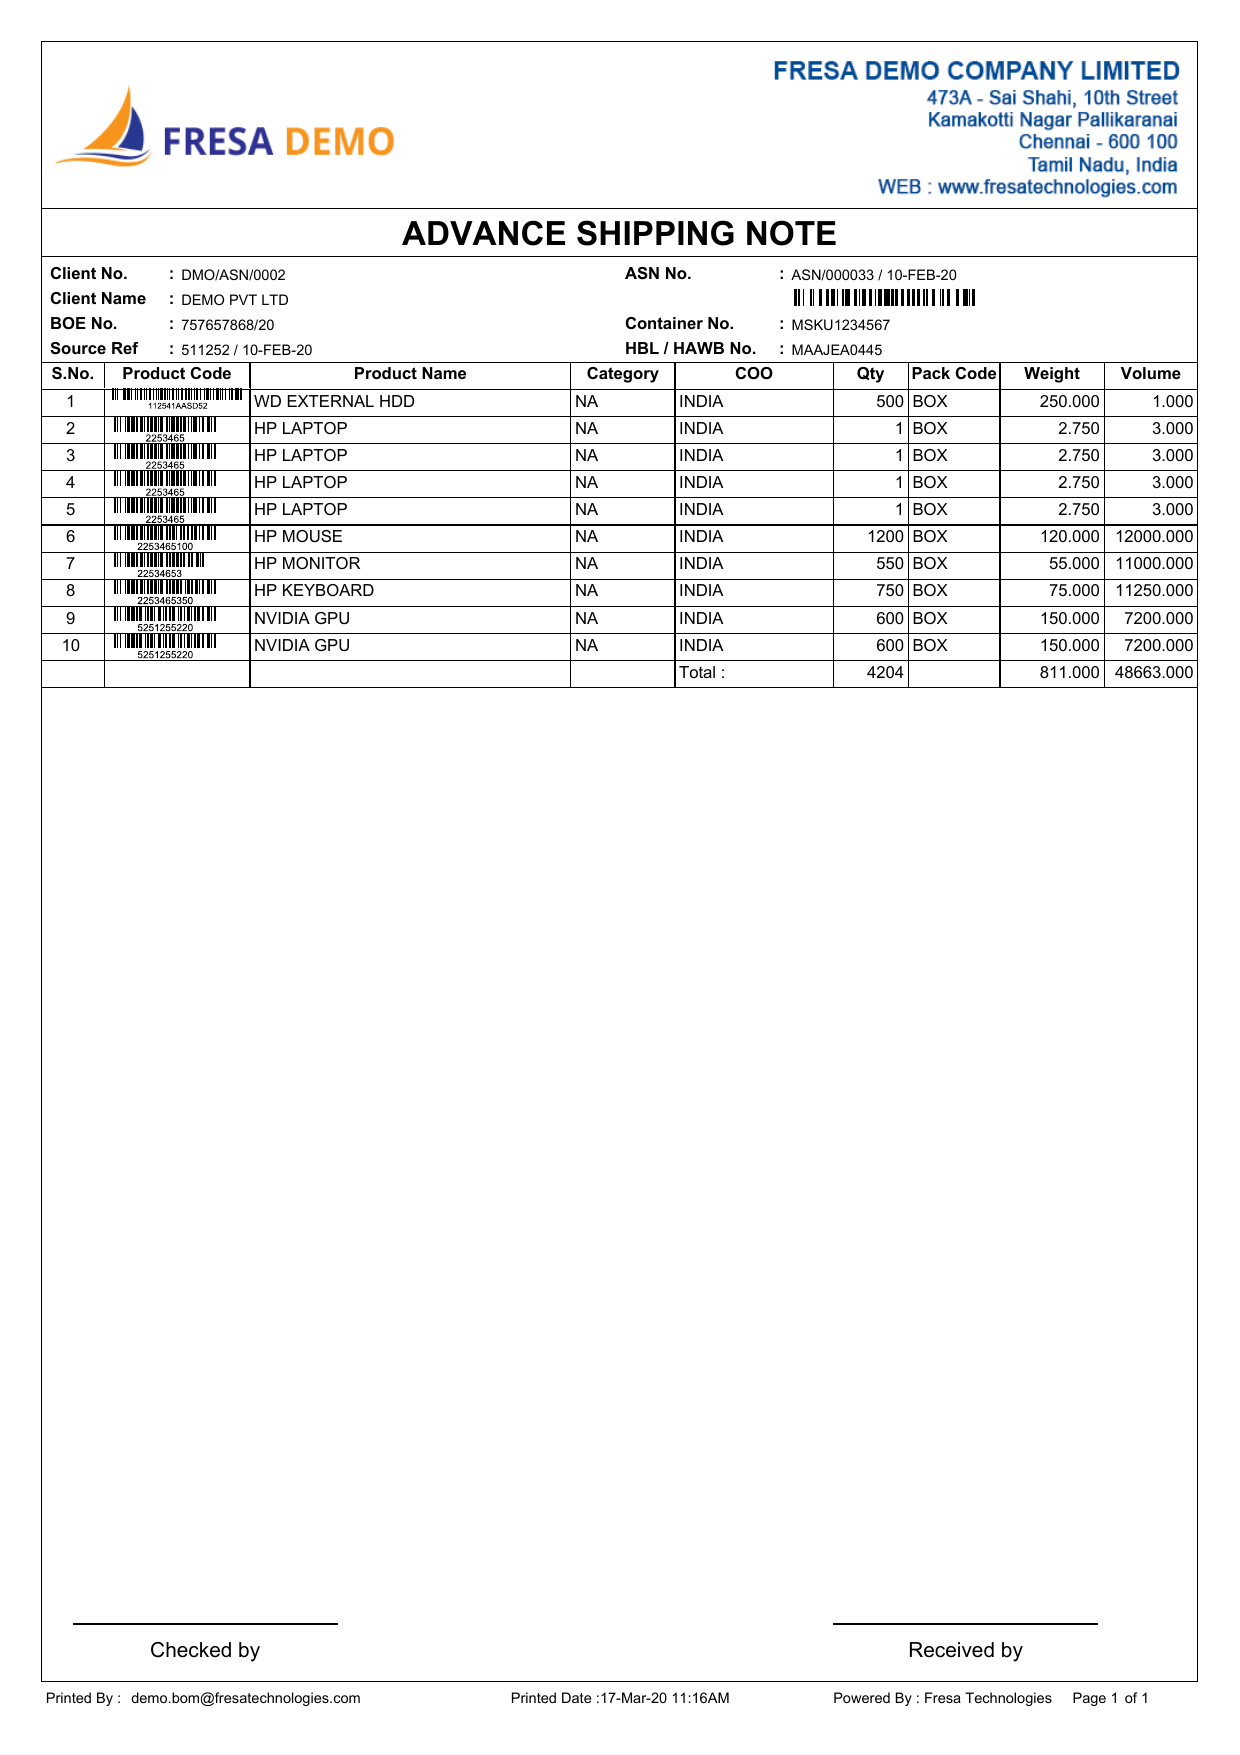 FRESA DEMO
FRESA DEMO COMPANY LIMITED
473A - Sai Shahi, 10th Street
Kamakotti Nagar Pallikaranai
Chennai - 600 100
Tamil Nadu, India
WEB : www.fresatechnologies.com
ADVANCE SHIPPING NOTE
Client No. : DMO/ASN/0002 ASN No. : ASN/000033 / 10-FEB-20
Client Name : DEMO PVT LTD
BOE No. : 757657868/20 Container No. : MSKU1234567
Source Ref : 511252 / 10-FEB-20 HBL / HAWB No. : MAAJEA0445
S.No. Product Code Product Name Category COO Qty Pack Code Weight Volume
1 112541AASD52 WD EXTERNAL HDD NA INDIA 500 BOX 250.000 1.000
2 2253465 HP LAPTOP NA INDIA 1 BOX 2.750 3.000
3 2253465 HP LAPTOP NA INDIA 1 BOX 2.750 3.000
4 2253465 HP LAPTOP NA INDIA 1 BOX 2.750 3.000
5 2253465 HP LAPTOP NA INDIA 1 BOX 2.750 3.000
6 2253465100 HP MOUSE NA INDIA 1200 BOX 120.000 12000.000
7 22534653 HP MONITOR NA INDIA 550 BOX 55.000 11000.000
8 2253465350 HP KEYBOARD NA INDIA 750 BOX 75.000 11250.000
9 5251255220 NVIDIA GPU NA INDIA 600 BOX 150.000 7200.000
10 5251255220 NVIDIA GPU NA INDIA 600 BOX 150.000 7200.000
Total : 4204 811.000 48663.000
Checked by Received by
Printed By : demo.bom@fresatechnologies.com Printed Date :17-Mar-20 11:16AM Powered By : Fresa Technologies Page 1 of 1